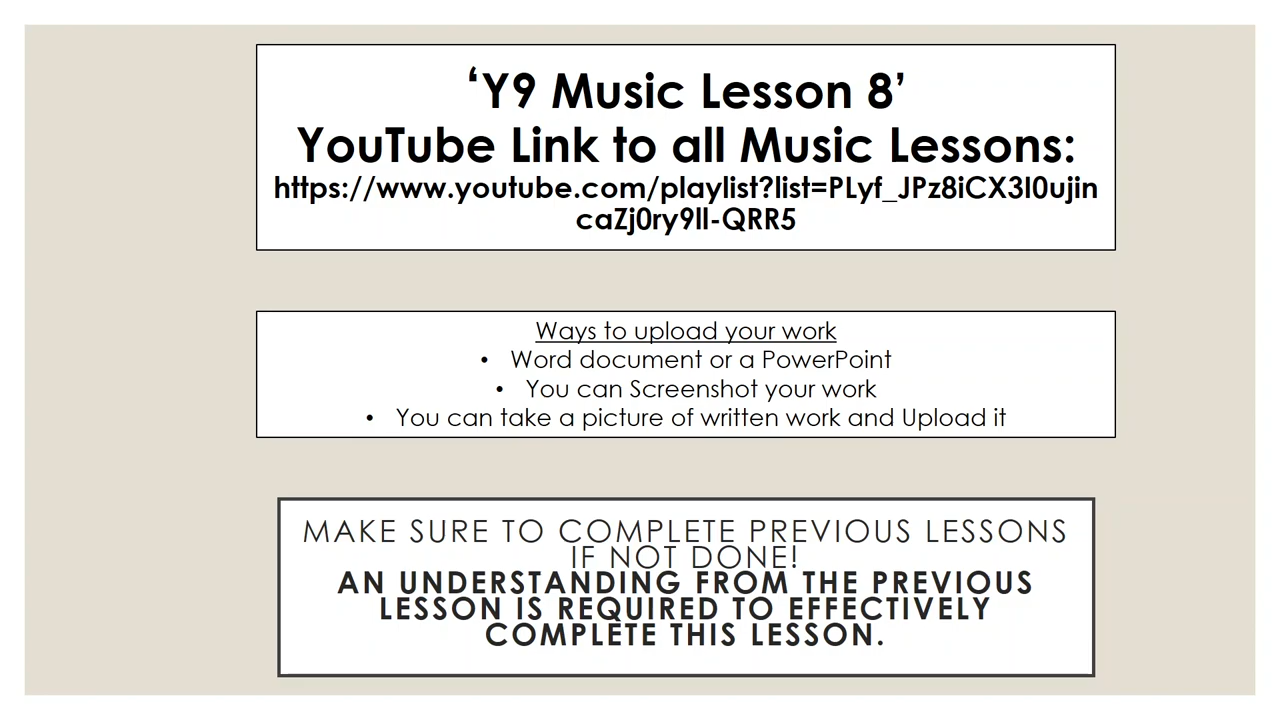 ‘Y9 Music Lesson 8’
YouTube Link to all Music Lessons:
https://www.youtube.com/playlist?list=PLyf_JPz8iCX3I0ujin
caZj0ry9Il-QRR5
Ways to upload your work
• Word document or a PowerPoint
• You can Screenshot your work
• You can take a picture of written work and Upload it
MAKE SURE TO COMPLETE PREVIOUS LESSONS
IF NOT DONE!
AN UNDERSTANDING FROM THE PREVIOUS
LESSON IS REQUIRED TO EFFECTIVELY
COMPLETE THIS LESSON.